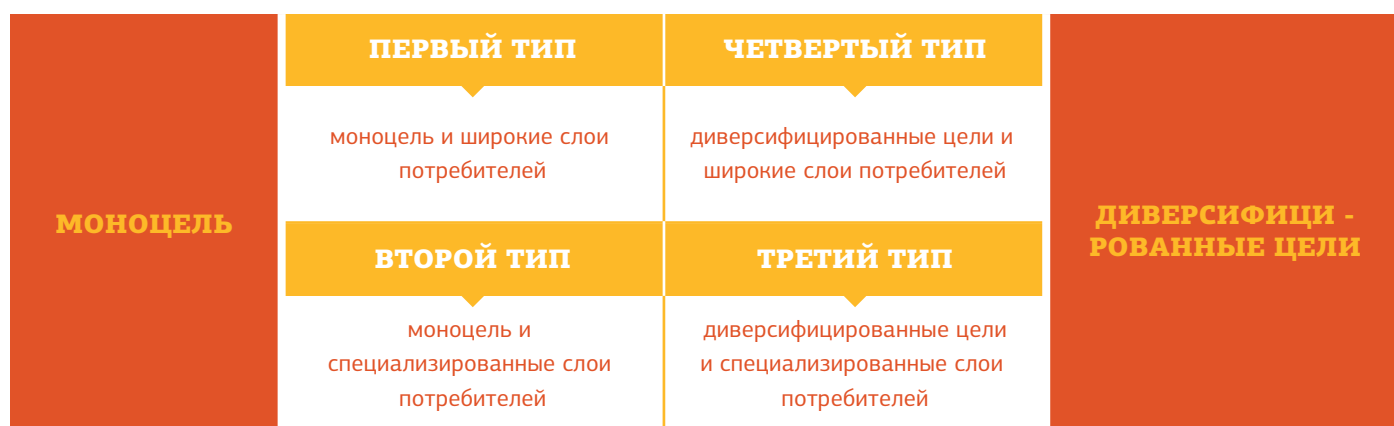 МОНОЦЕЛЬ
ПЕРВЫЙ ТИП
моноцель и широкие слои
потребителей
ЧЕТВЕРТЫЙ ТИП
диверсифицированные цели и
широкие слои потребителей
ВТОРОЙ ТИП
моноцель и
специализированные слои
потребителей
ТРЕТИЙ ТИП
диверсифицированные цели
и специализированные слои
потребителей
ДИВЕРСИФИЦИ -
РОВАННЫЕ ЦЕЛИ